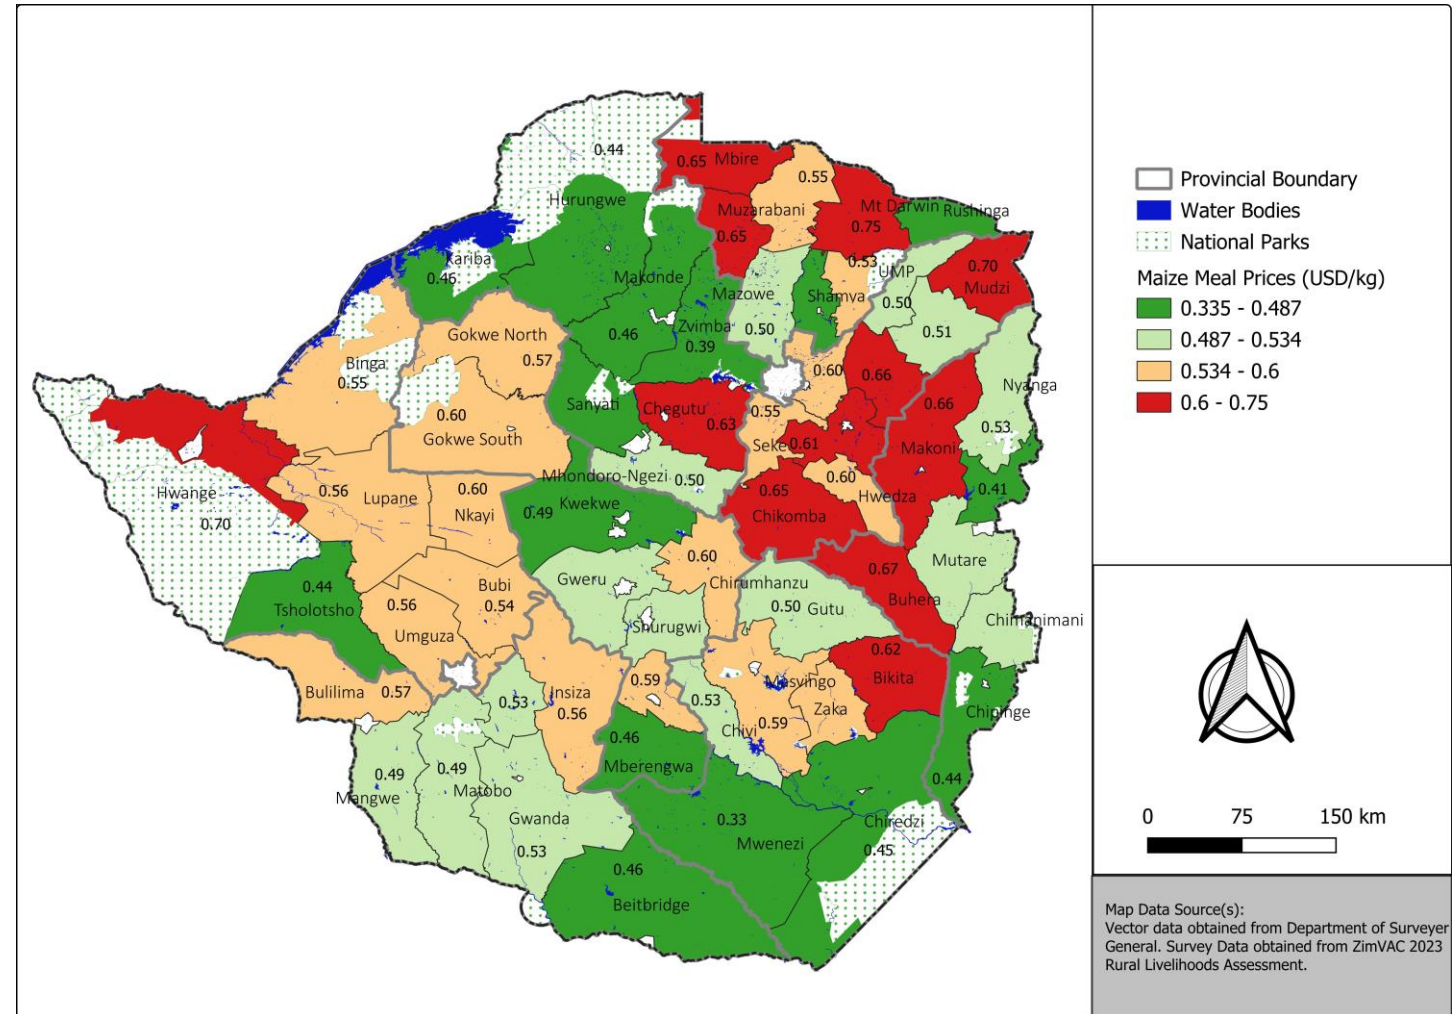 0.44
0.65 Mbire
0.55
Hurungwe
Muzarabani
Mt Darwin
Rushinga
0.65
0.75
Kariba
0.46
Makonde
0.53
UMP
0.70
Mudzi
Mazowe
Shamva
0.50
0.50
0.51
Gokwe North
0.46
Zvimba
0.39
0.57
Binga
0.55
0.60
0.66
Nyanga
Sanyati
Chegutu
0.63
0.55
0.66
0.60
Gokwe South
Seke
0.61
Makoni
0.53
Mhondoro-Ngezi
0.50
0.60
Hwange
0.70
0.56
Lupane
0.60
Nkayi
0.49
Kwekwe
0.65
Chikomba
Hwedza
0.41
0.44
Tsholotsho
Bubi
0.54
Gweru
0.60
Chirumhanzu
0.67
Buhera
Mutare
0.56
Umguza
Shurugwi
0.50
Gutu
Chimanimani
Bulilima
0.57
0.53
Insiza
0.56
0.59
0.53
Chivi
Masvingo
0.59
Zaka
0.62
Bikita
Chipinge
0.49
Mangwe
0.49
Matobo
0.46
Mberengwa
0.44
Gwanda
0.53
0.33
Mwenezi
Chiredzi
0.45
0.46
Beitbridge
Provincial Boundary
Water Bodies
National Parks
Maize Meal Prices (USD/kg)
0.335 - 0.487
0.487 - 0.534
0.534 - 0.6
0.6 - 0.75
0 75 150 km
Map Data Source(s):
Vector data obtained from Department of Surveyer
General. Survey Data obtained from ZimVAC 2023
Rural Livelihoods Assessment.